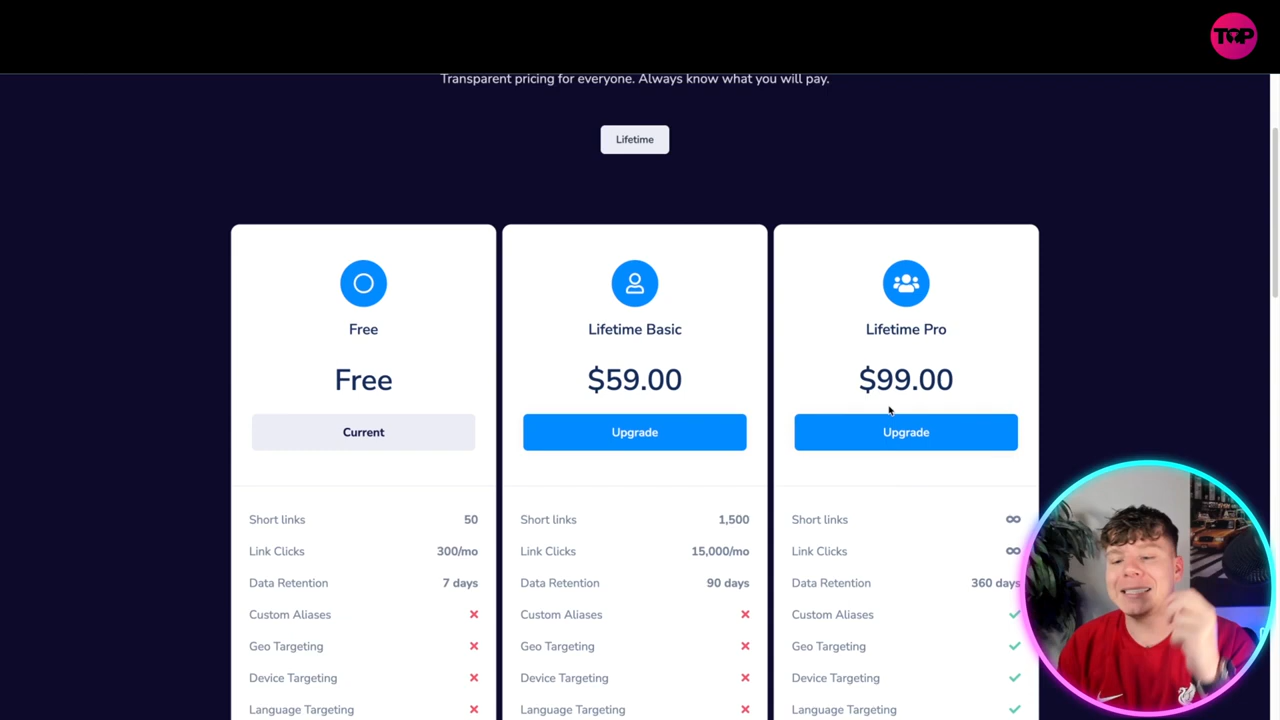 TOP
Transparent pricing for everyone. Always know what you will pay.
Lifetime
Free
Free
Current
Short links 50
Link Clicks 300/mo
Data Retention 7 days
Custom Aliases
Geo Targeting
Device Targeting
Language Targeting
Lifetime Basic
$59.00
Upgrade
Short links 1,500
Link Clicks 15,000/mo
Data Retention 90 days
Custom Aliases
Geo Targeting
Device Targeting
Language Targeting
Lifetime Pro
$99.00
Upgrade
Short links ∞
Link Clicks ∞
Data Retention 360 days
Custom Aliases
Geo Targeting
Device Targeting
Language Targeting